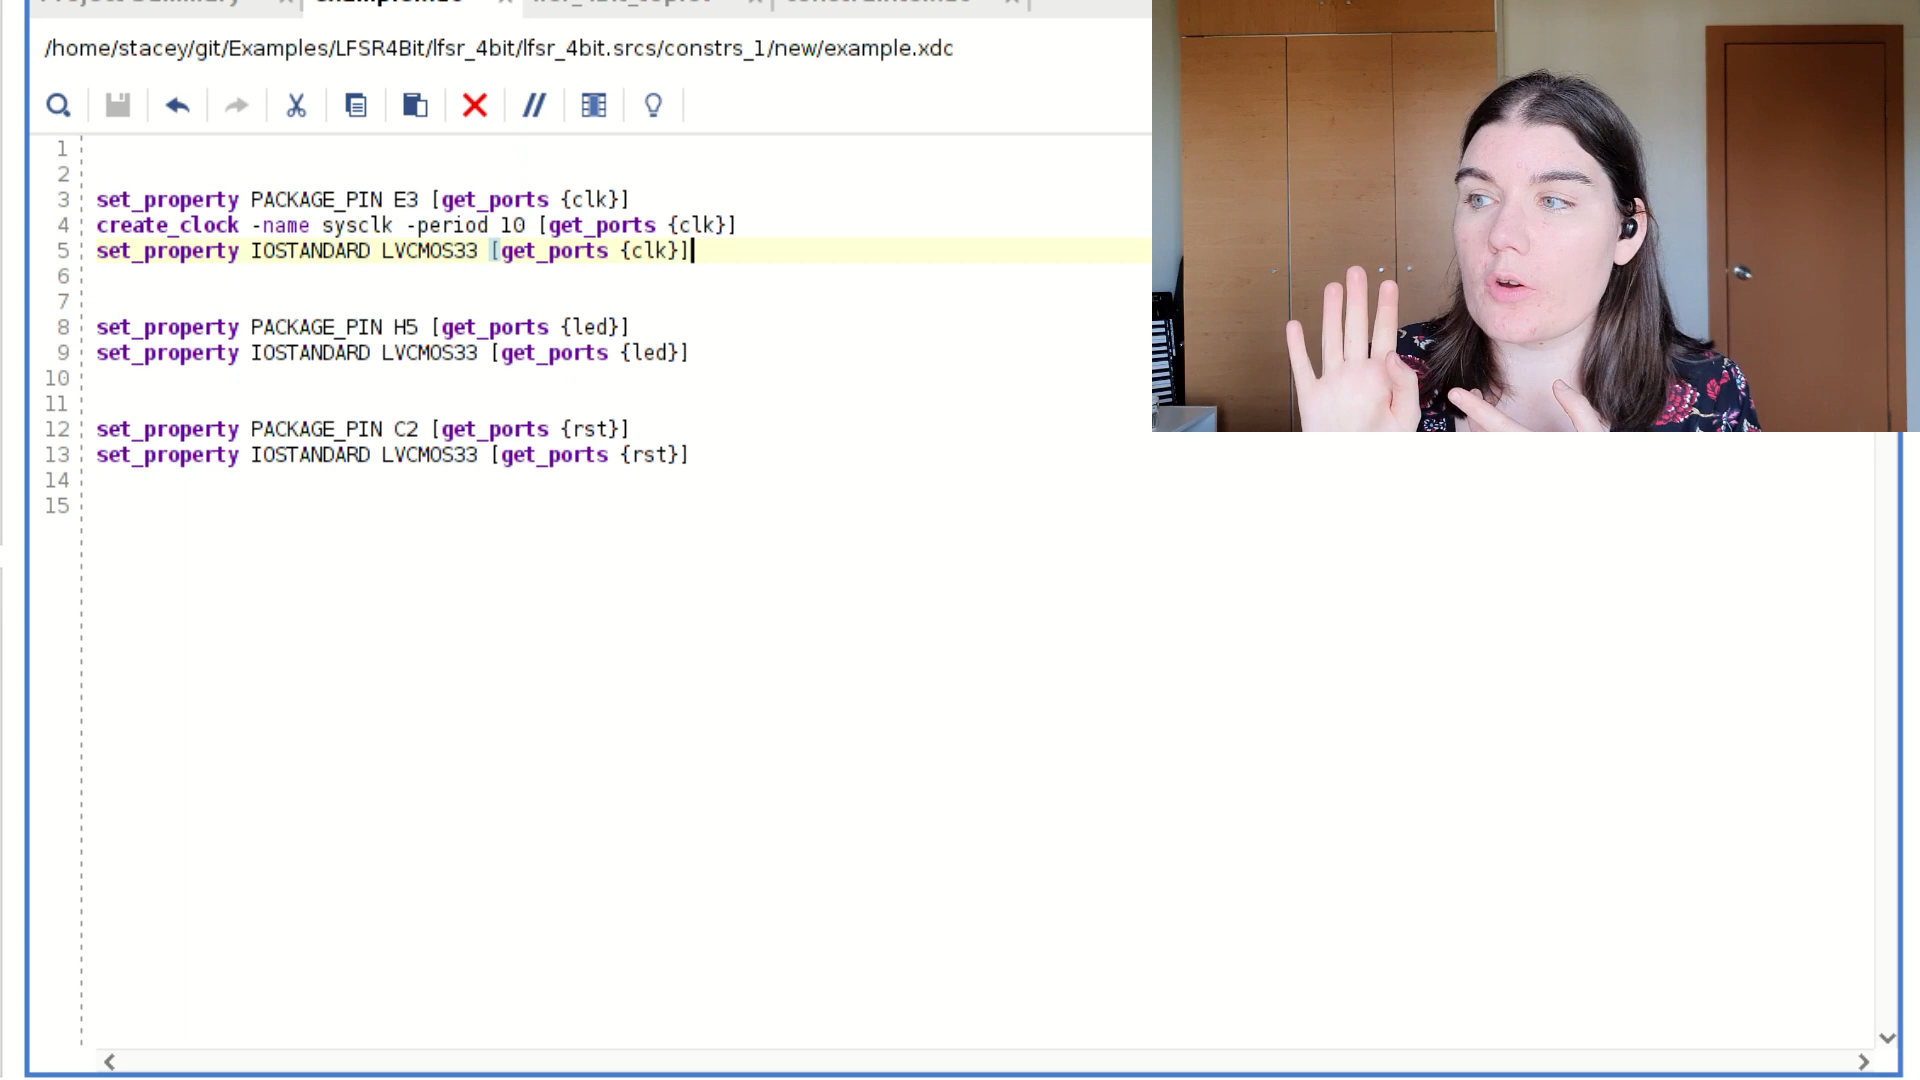 /home/stacey/git/Examples/LFSR4Bit/lfsr_4bit/lfsr_4bit.srcs/constrs_1/new/example.xdc
1
2
3 set_property PACKAGE_PIN E3 [get_ports {clk}]
4 create_clock -name sysclk -period 10 [get_ports {clk}]
5 set_property IOSTANDARD LVCMOS33 [get_ports {clk}]
6
7
8 set_property PACKAGE_PIN H5 [get_ports {led}]
9 set_property IOSTANDARD LVCMOS33 [get_ports {led}]
10
11
12 set_property PACKAGE_PIN C2 [get_ports {rst}]
13 set_property IOSTANDARD LVCMOS33 [get_ports {rst}]
14
15